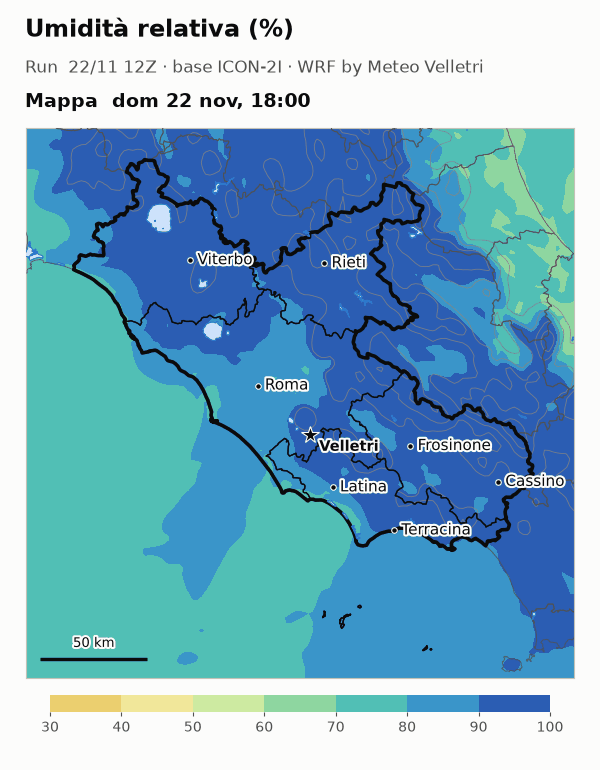 Umidità relativa (%)
Run  22/11 12Z · base ICON-2I · WRF by Meteo Velletri
Mappa  dom 22 nov, 18:00
Viterbo
Rieti
Roma
Velletri
Frosinone
Latina
Cassino
Terracina
50 km
30 40 50 60 70 80 90 100